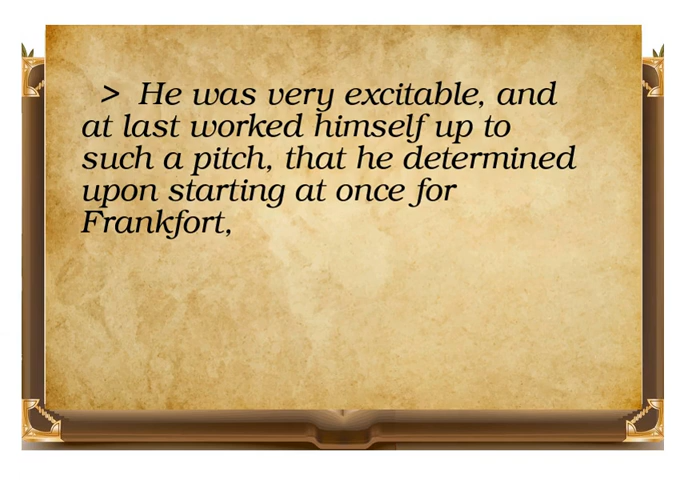 > He was very excitable, and
at last worked himself up to
such a pitch, that he determined
upon starting at once for
Frankfort,